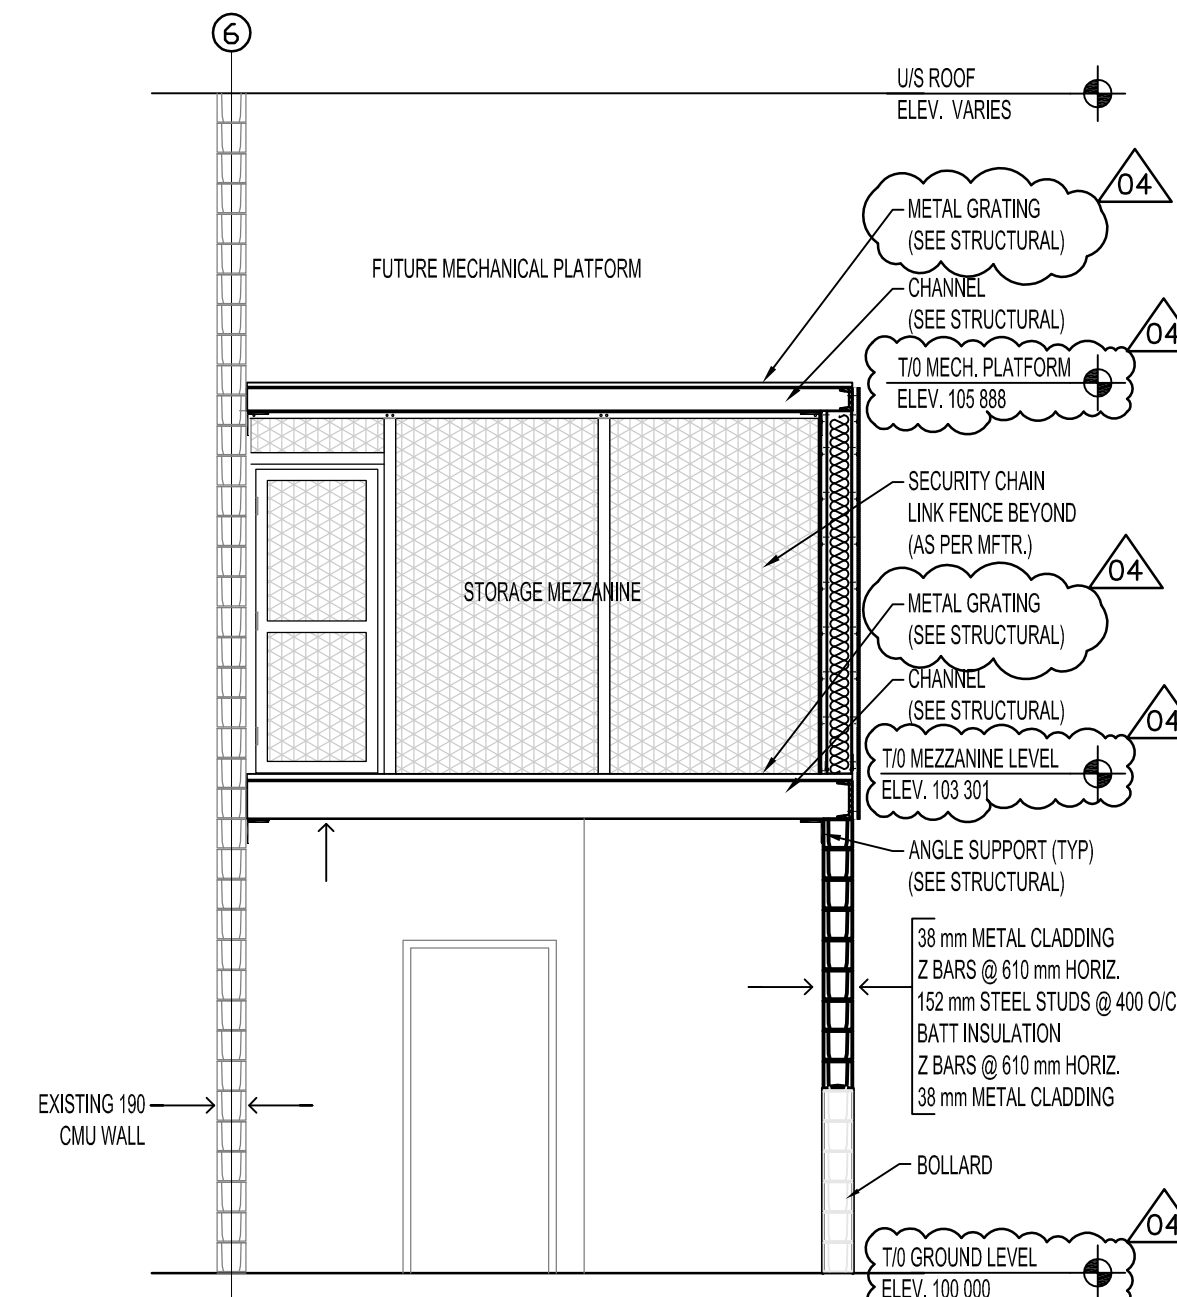 6
U/S ROOF
ELEV. VARIES
04
METAL GRATING
(SEE STRUCTURAL)
FUTURE MECHANICAL PLATFORM
CHANNEL
(SEE STRUCTURAL)
04
T/0 MECH. PLATFORM
ELEV. 105 888
SECURITY CHAIN
LINK FENCE BEYOND
(AS PER MFTR.)
04
STORAGE MEZZANINE
METAL GRATING
(SEE STRUCTURAL)
CHANNEL
(SEE STRUCTURAL)
04
T/0 MEZZANINE LEVEL
ELEV. 103 301
ANGLE SUPPORT (TYP)
(SEE STRUCTURAL)
38 mm METAL CLADDING
Z BARS @ 610 mm HORIZ.
152 mm STEEL STUDS @ 400 O/C
BATT INSULATION
Z BARS @ 610 mm HORIZ.
38 mm METAL CLADDING
EXISTING 190
CMU WALL
BOLLARD
04
T/0 GROUND LEVEL
ELEV. 100 000